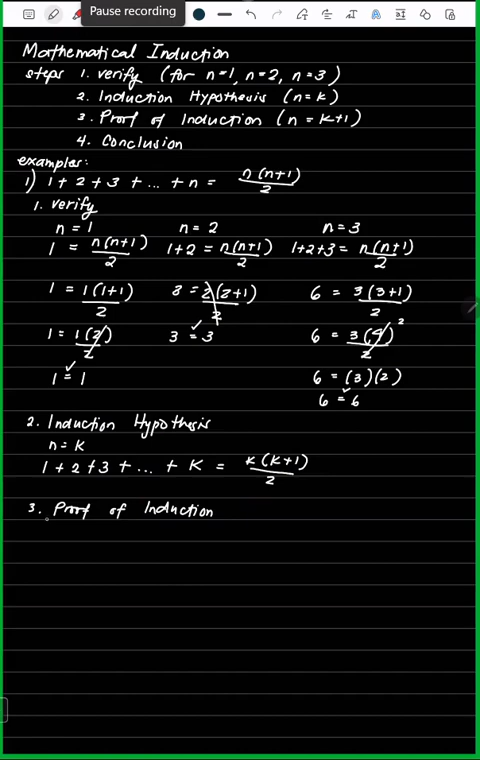 Pause recording
Mathematical Induction
steps 1. verify (for n=1, n=2, n=3)
2. Induction Hypothesis (n=k)
3. Proof of Induction (n = k+1)
4. Conclusion
examples:
1) 1+2+3+ ... + n = n(n+1)/2
1. verify
n = 1 n = 2 n = 3
1 = n(n+1)/2 1+2 = n(n+1)/2 1+2+3 = n(n+1)/2
1 = 1(1+1)/2 3 = 2(2+1)/2 6 = 3(3+1)/2
1 = 1(2)/2 3 = 3 6 = 3(4)/2 2
1 = 1 6 = (3)(2)
6 = 6
2. Induction Hypothesis
n = k
1+2+3+ ... + k = k(k+1)/2
3. Proof of Induction